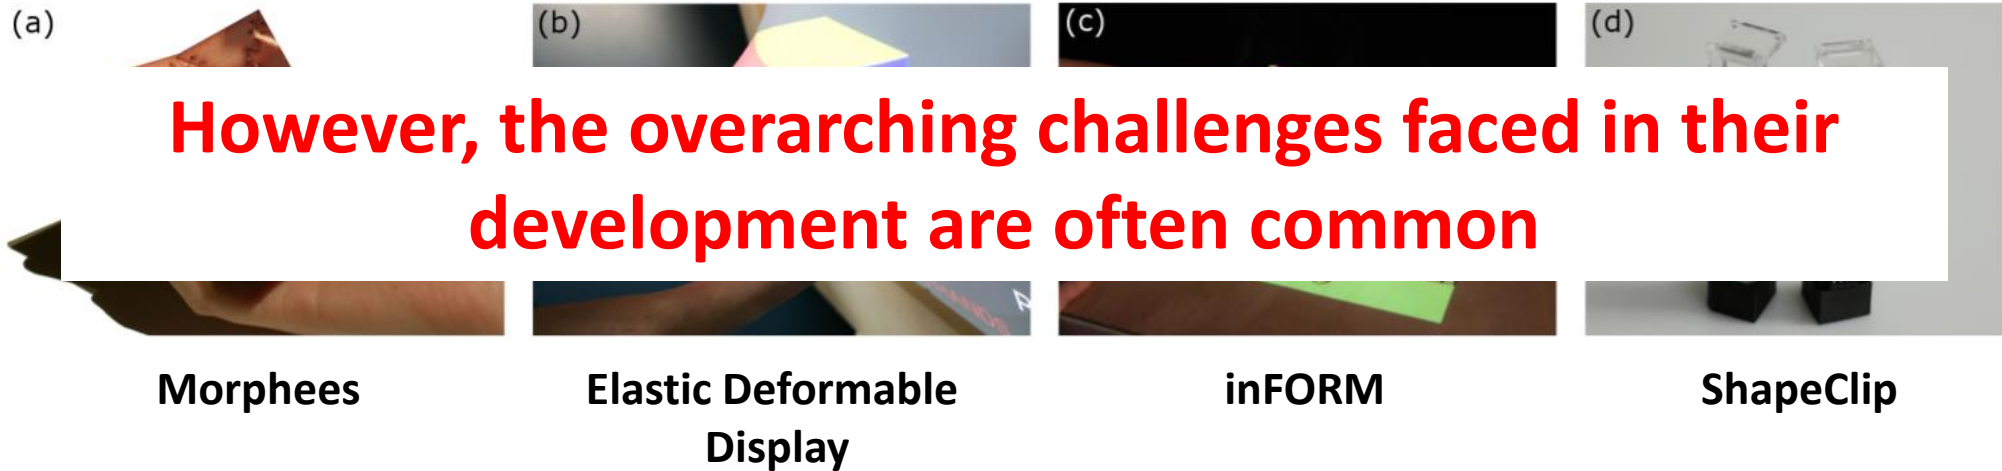 (a)
(b)
(c)
(d)
However, the overarching challenges faced in their
development are often common
Morphees
Elastic Deformable
Display
inFORM
ShapeClip